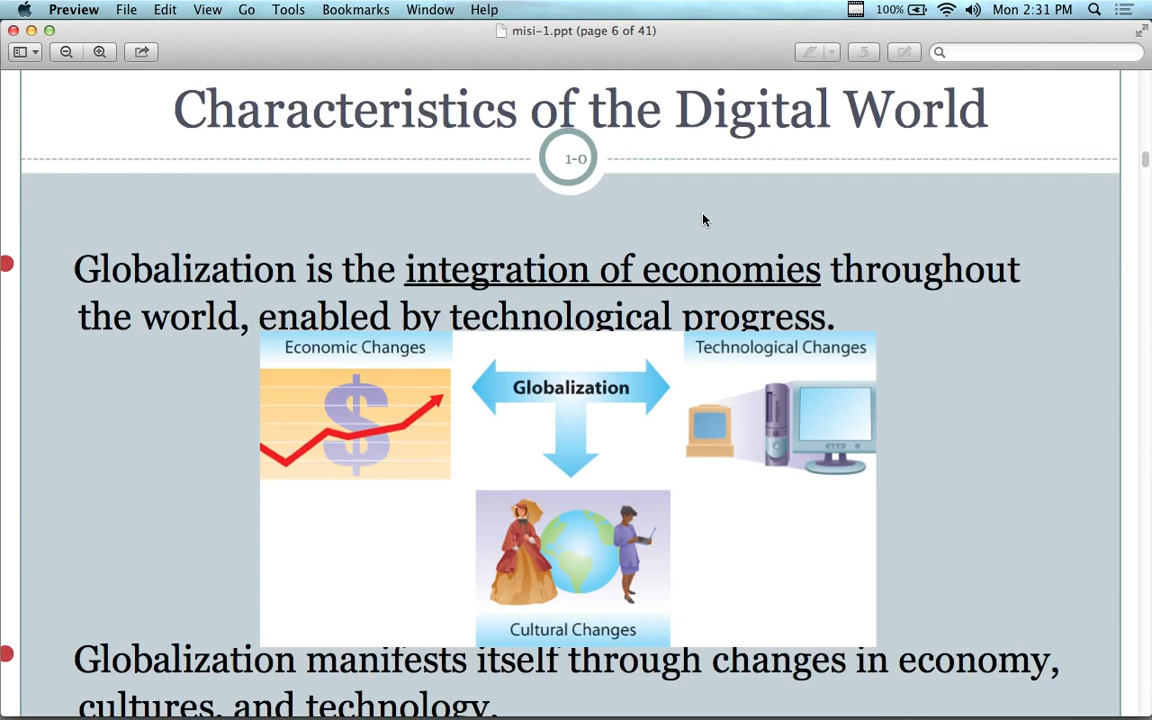 Preview File Edit View Go Tools Bookmarks Window Help 100% Mon 2:31 PM
misi-1.ppt (page 6 of 41)
Characteristics of the Digital World
1-0
Globalization is the integration of economies throughout
the world, enabled by technological progress.
Economic Changes
Globalization
Technological Changes
$
Cultural Changes
Globalization manifests itself through changes in economy,
cultures, and technology.